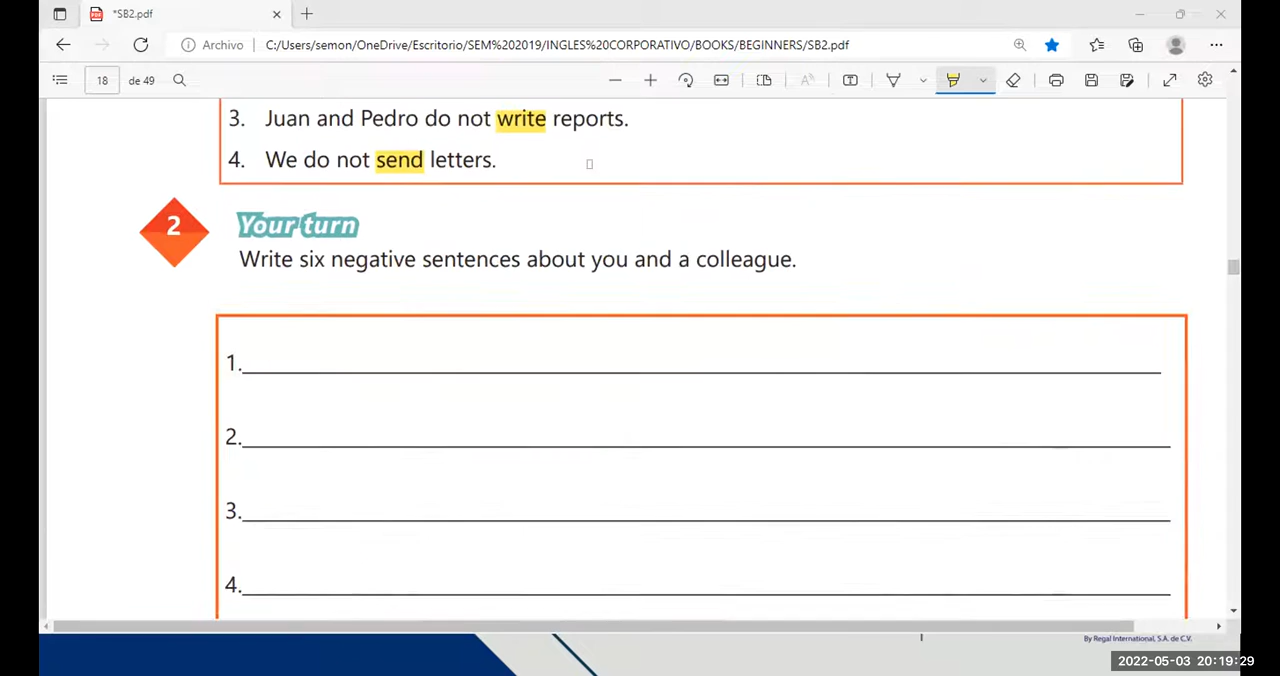 *SB2.pdf
Archivo
C:/Users/semon/OneDrive/Escritorio/SEM%202019/INGLES%20CORPORATIVO/BOOKS/BEGINNERS/SB2.pdf
18 de 49
3. Juan and Pedro do not write reports.
4. We do not send letters.
2
Your turn
Write six negative sentences about you and a colleague.
1.
2.
3.
4.
By Regal International, S.A. de C.V.
2022-05-03 20:19:29